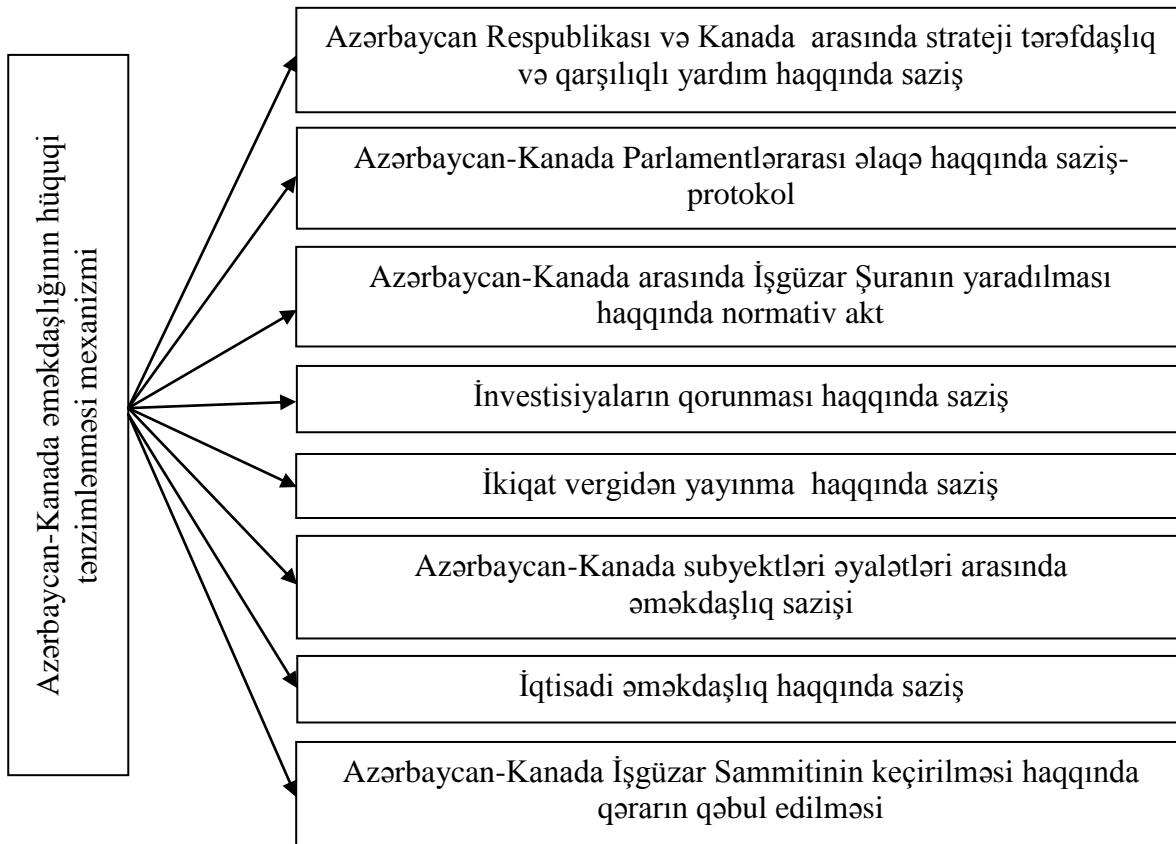 Azərbaycan-Kanada əməkdaşlığının hüquqi
tənzimlənməsi mexanizmi
Azərbaycan Respublikası və Kanada arasında strateji tərəfdaşlıq
və qarşılıqlı yardım haqqında saziş
Azərbaycan-Kanada Parlamentlərarası əlaqə haqqında saziş-
protokol
Azərbaycan-Kanada arasında İşgüzar Şuranın yaradılması
haqqında normativ akt
İnvestisiyaların qorunması haqqında saziş
İkiqat vergidən yayınma haqqında saziş
Azərbaycan-Kanada subyektləri əyalətləri arasında
əməkdaşlıq sazişi
İqtisadi əməkdaşlıq haqqında saziş
Azərbaycan-Kanada İşgüzar Sammitinin keçirilməsi haqqında
qərarın qəbul edilməsi